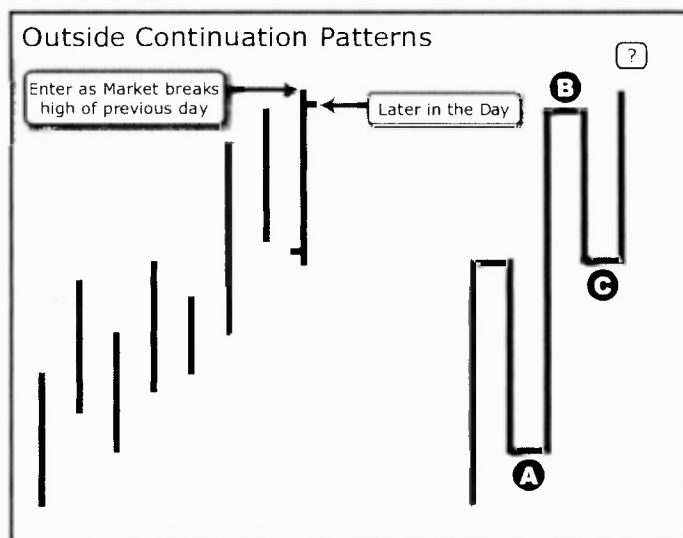 Outside Continuation Patterns
?
Enter as Market breaks
high of previous day
Later in the Day
B
C
A